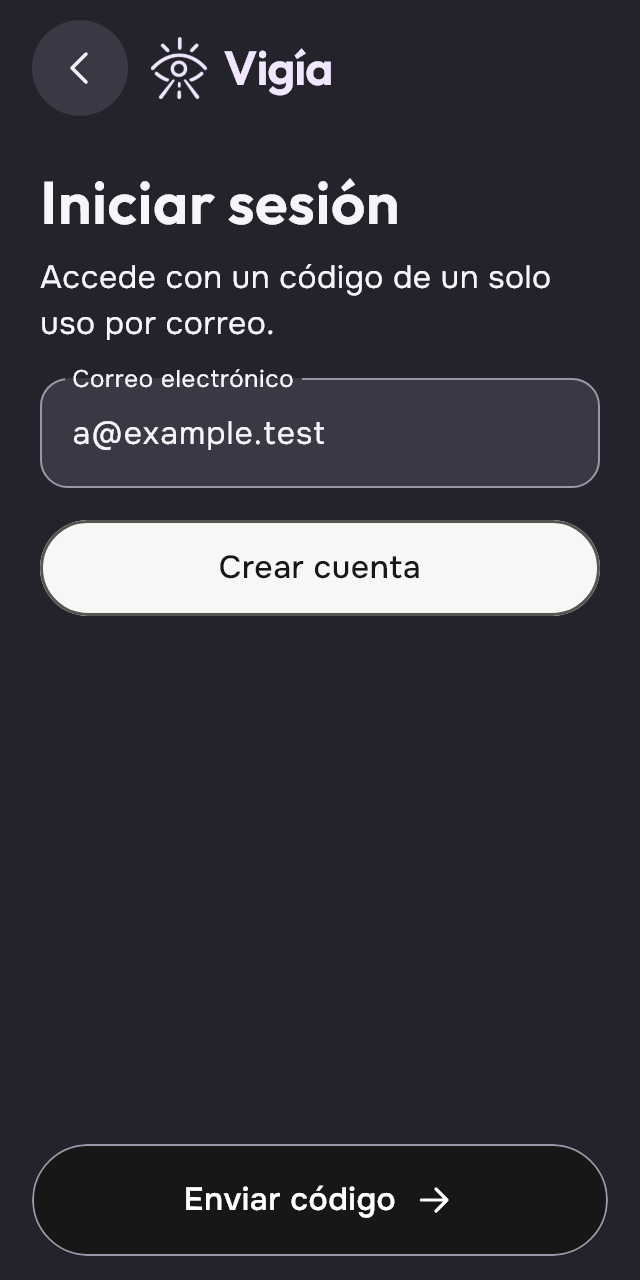 Vigía
Iniciar sesión
Accede con un código de un solo
uso por correo.
Correo electrónico
a@example.test
Crear cuenta
Enviar código